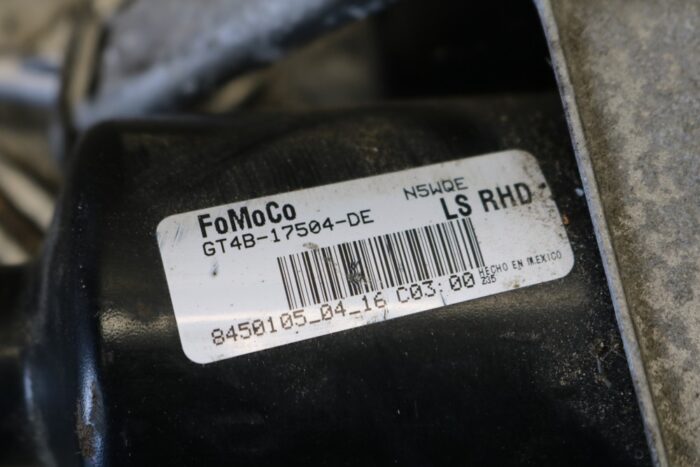 FoMoCo
N5WQE
GT4B-17504-DE
LS RHD
HECHO EN MEXICO
8450105_04_16 C03:00